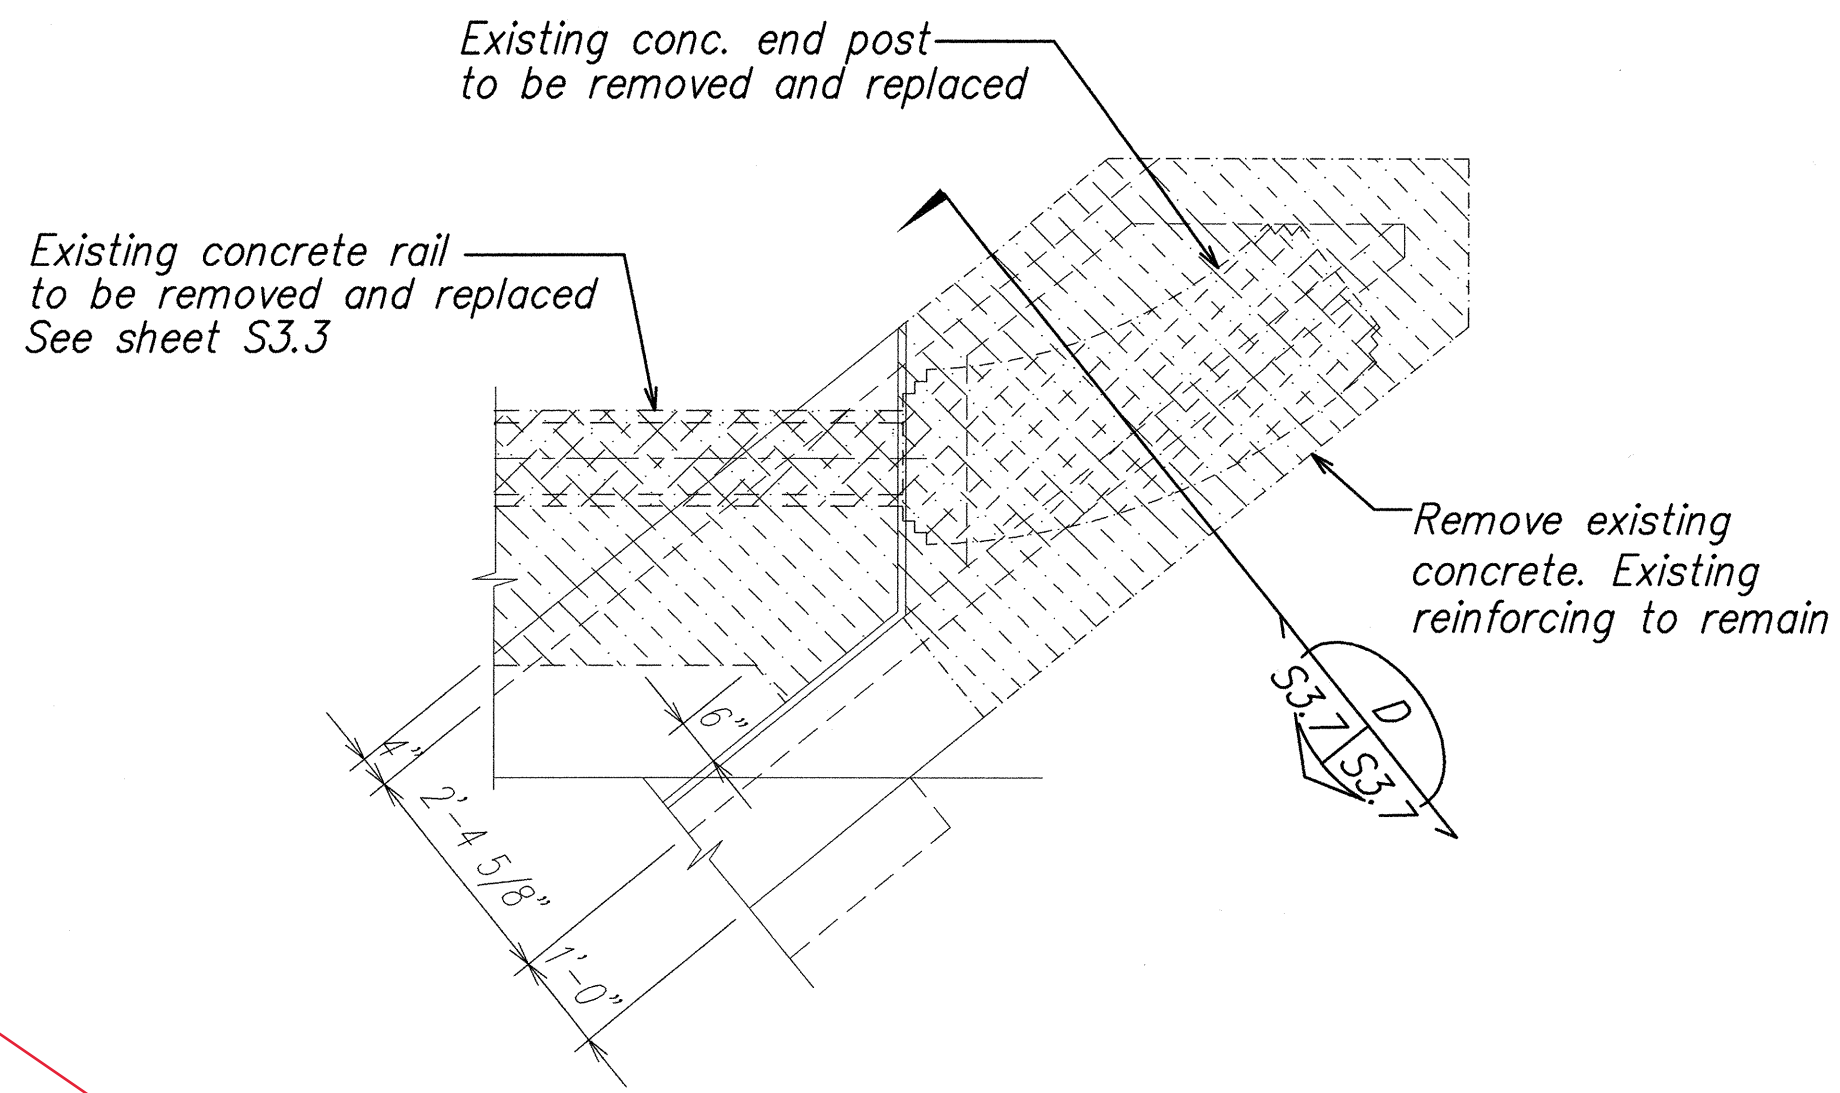 Existing conc. end post
to be removed and replaced
Existing concrete rail
to be removed and replaced
See sheet S3.3
Remove existing
concrete. Existing
reinforcing to remain
D
S3.7
S3.7
6"
4"
2'-4 5/8"
1'-0"